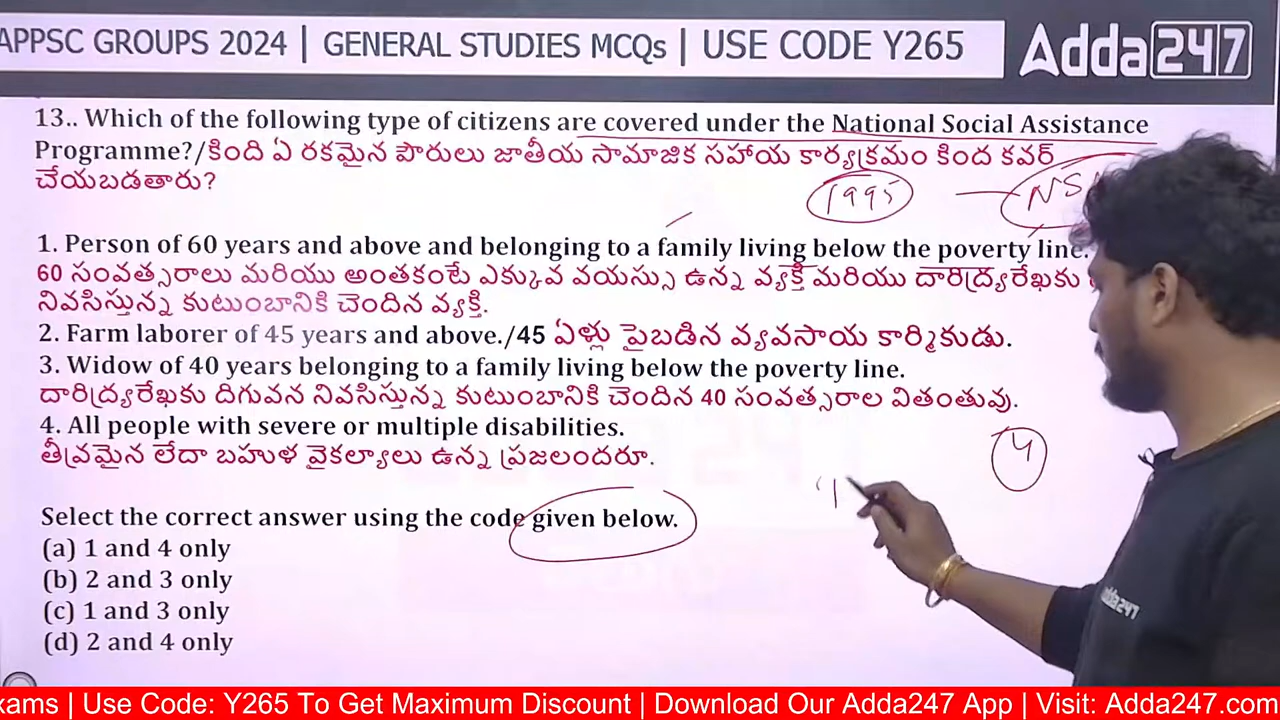 APPSC GROUPS 2024 | GENERAL STUDIES MCQs | USE CODE Y265
Adda247
13.. Which of the following type of citizens are covered under the National Social Assistance
Programme?/కింది ఏ రకమైన పౌరులు జాతీయ సామాజిక సహాయ కార్యక్రమం కింద కవర్
చేయబడతారు?
1995
NS
1. Person of 60 years and above and belonging to a family living below the poverty line.
60 సంవత్సరాలు మరియు అంతకంటే ఎక్కువ వయస్సు ఉన్న వ్యక్తి మరియు దారిద్ర్యరేఖకు
నివసిస్తున్న కుటుంబానికి చెందిన వ్యక్తి.
2. Farm laborer of 45 years and above./45 ఏళ్లు పైబడిన వ్యవసాయ కార్మికుడు.
3. Widow of 40 years belonging to a family living below the poverty line.
దారిద్ర్యరేఖకు దిగువన నివసిస్తున్న కుటుంబానికి చెందిన 40 సంవత్సరాల వితంతువు.
4. All people with severe or multiple disabilities.
తీవ్రమైన లేదా బహుళ వైకల్యాలు ఉన్న ప్రజలందరూ.
4
Select the correct answer using the code given below.
(a) 1 and 4 only
(b) 2 and 3 only
(c) 1 and 3 only
(d) 2 and 4 only
adda247
xams | Use Code: Y265 To Get Maximum Discount | Download Our Adda247 App | Visit: Adda247.com